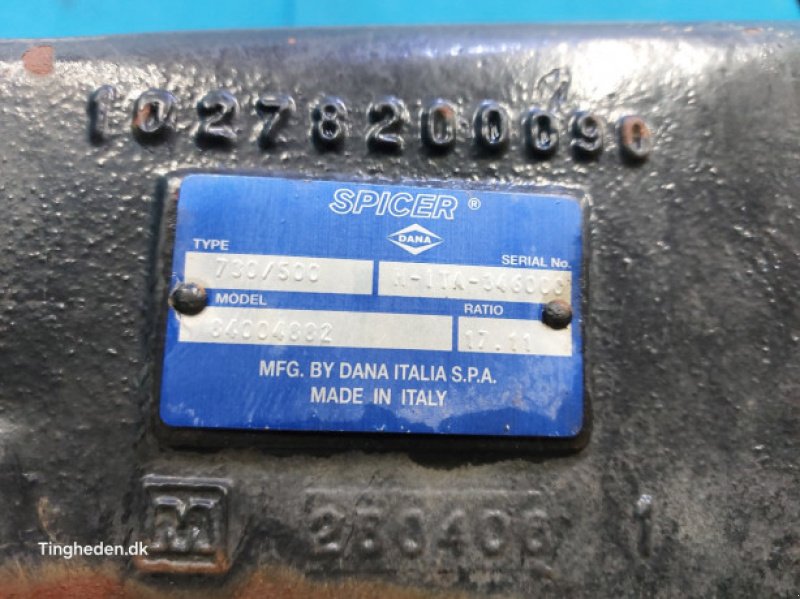 10278200090
SPICER ®
DANA
TYPE
SERIAL No.
730/500
MODEL
RATIO
17.11
MFG. BY DANA ITALIA S.P.A.
MADE IN ITALY
1
Tingheden.dk